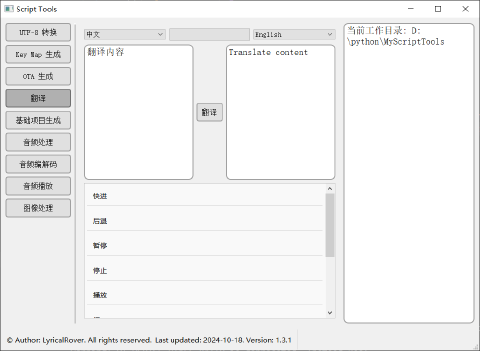 Script Tools
UTF-8 转换
Key Map 生成
OTA 生成
翻译
基础项目生成
音频处理
音频编解码
音频播放
图像处理
中文
English
翻译内容
翻译
Translate content
快进
后退
暂停
停止
播放
当前工作目录: D:
\python\MyScriptTools
© Author: LyricalRover. All rights reserved. Last updated: 2024-10-18. Version: 1.3.1